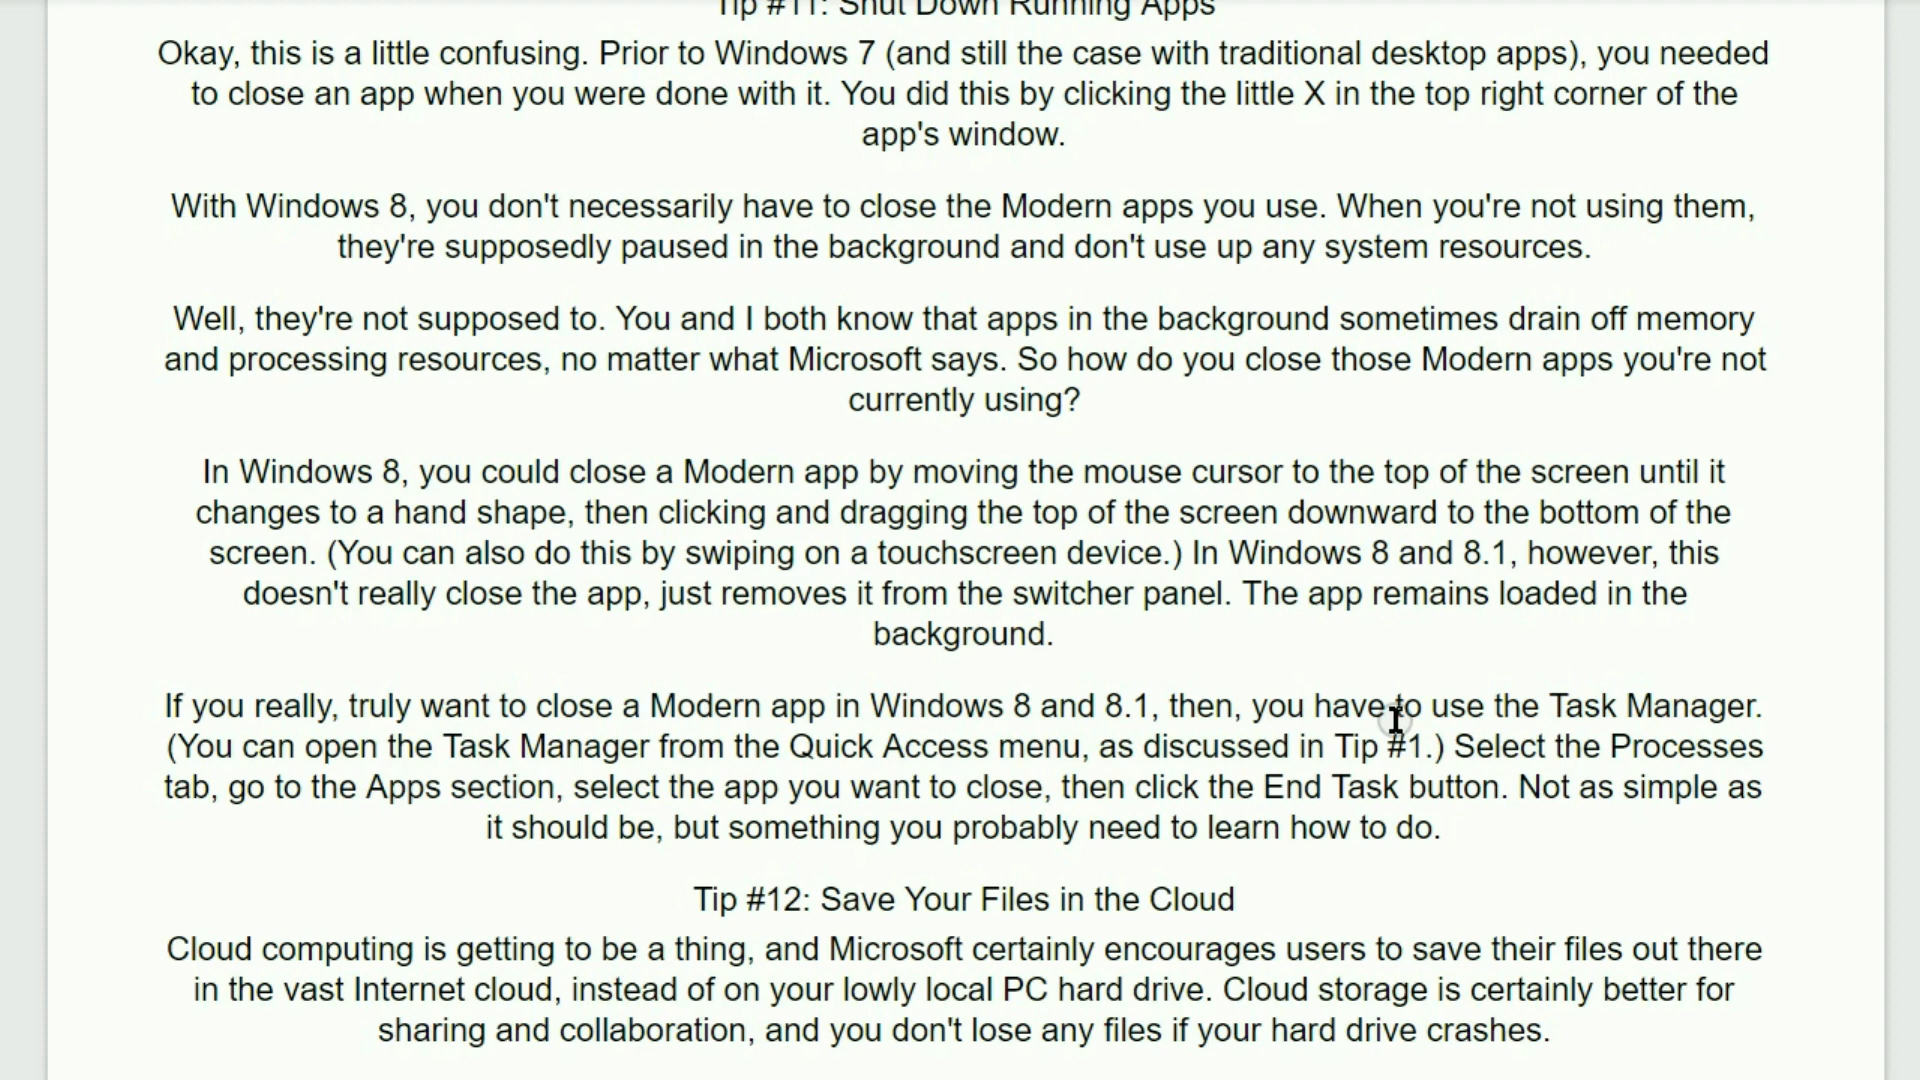 Tip #11: Shut Down Running Apps
Okay, this is a little confusing. Prior to Windows 7 (and still the case with traditional desktop apps), you needed
to close an app when you were done with it. You did this by clicking the little X in the top right corner of the
app's window.
With Windows 8, you don't necessarily have to close the Modern apps you use. When you're not using them,
they're supposedly paused in the background and don't use up any system resources.
Well, they're not supposed to. You and I both know that apps in the background sometimes drain off memory
and processing resources, no matter what Microsoft says. So how do you close those Modern apps you're not
currently using?
In Windows 8, you could close a Modern app by moving the mouse cursor to the top of the screen until it
changes to a hand shape, then clicking and dragging the top of the screen downward to the bottom of the
screen. (You can also do this by swiping on a touchscreen device.) In Windows 8 and 8.1, however, this
doesn't really close the app, just removes it from the switcher panel. The app remains loaded in the
background.
If you really, truly want to close a Modern app in Windows 8 and 8.1, then, you have to use the Task Manager.
(You can open the Task Manager from the Quick Access menu, as discussed in Tip #1.) Select the Processes
tab, go to the Apps section, select the app you want to close, then click the End Task button. Not as simple as
it should be, but something you probably need to learn how to do.
Tip #12: Save Your Files in the Cloud
Cloud computing is getting to be a thing, and Microsoft certainly encourages users to save their files out there
in the vast Internet cloud, instead of on your lowly local PC hard drive. Cloud storage is certainly better for
sharing and collaboration, and you don't lose any files if your hard drive crashes.